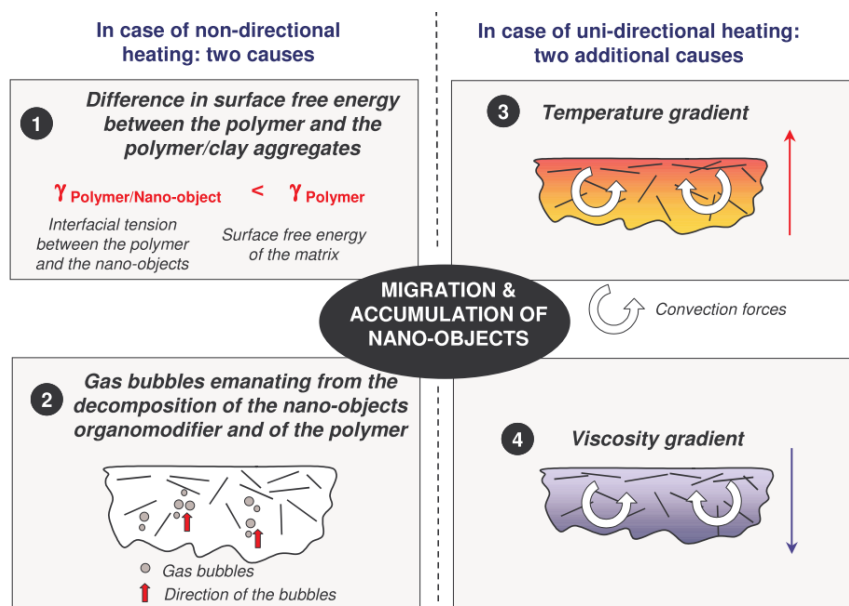 In case of non-directional
heating: two causes
In case of uni-directional heating:
two additional causes
1
Difference in surface free energy
between the polymer and the
polymer/clay aggregates
γ Polymer/Nano-object < γ Polymer
Interfacial tension
between the polymer
and the nano-objects
Surface free energy
of the matrix
3
Temperature gradient
MIGRATION &
ACCUMULATION OF
NANO-OBJECTS
Convection forces
2
Gas bubbles emanating from the
decomposition of the nano-objects
organomodifier and of the polymer
Gas bubbles
Direction of the bubbles
4
Viscosity gradient